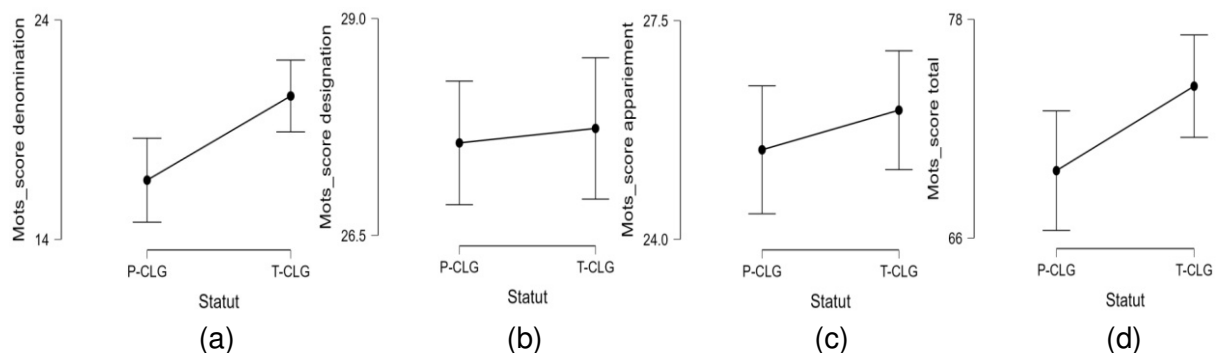 Mots_score denomination
24
14
P-CLG
T-CLG
Statut
(a)
Mots_score designation
29.0
26.5
P-CLG
T-CLG
Statut
(b)
Mots_score appariement
27.5
24.0
P-CLG
T-CLG
Statut
(c)
Mots_score total
78
66
P-CLG
T-CLG
Statut
(d)